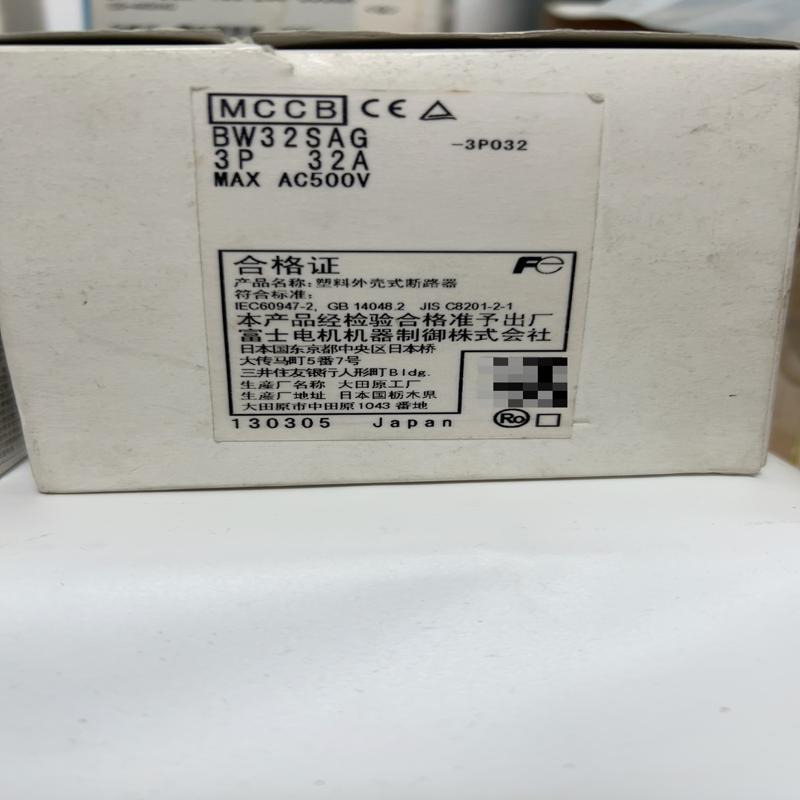 MCCB CE
BW32SAG -3P032
3P 32A
MAX AC500V
合格证 Fe
产品名称：塑料外壳式断路器
符合标准：
IEC60947-2, GB 14048.2 JIS C8201-2-1
本产品经检验合格准予出厂
富士电机机器制御株式会社
日本国东京都中央区日本桥
大传马町5番7号
三井住友银行人形町Bldg.
生産厂名称 大田原工厂
生産厂地址 日本国栃木県
大田原市中田原1043番地
Ro
130305 Japan